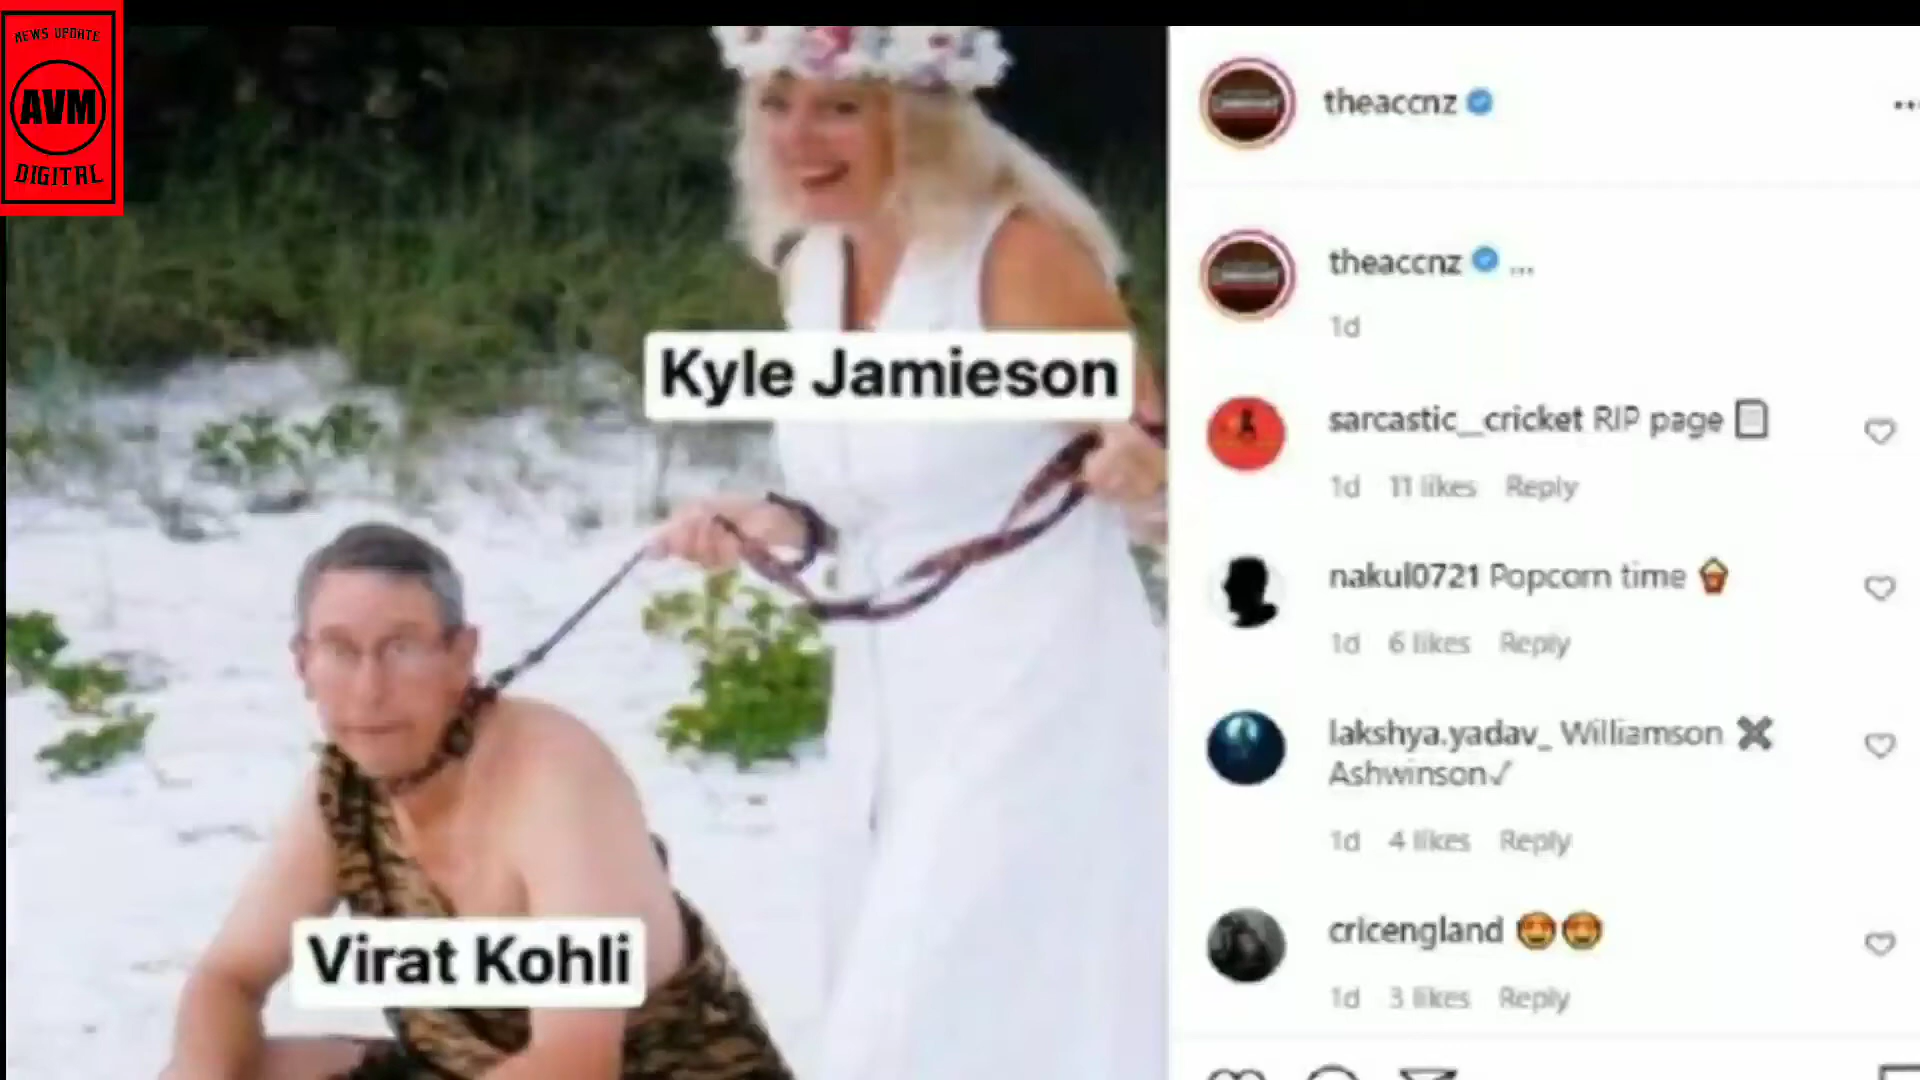 NEWS UPDATE
AVM
DIGITAL
Kyle Jamieson
Virat Kohli
theaccnz
theaccnz ...
1d
sarcastic__cricket RIP page
1d 11 likes Reply
nakul0721 Popcorn time 🍿
1d 6 likes Reply
lakshya.yadav_ Williamson ✖
Ashwinson✓
1d 4 likes Reply
cricengland 😍😍
1d 3 likes Reply